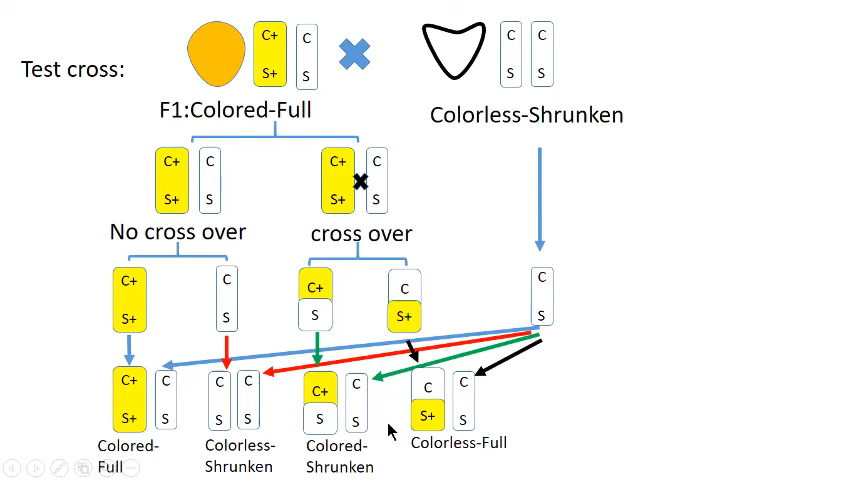 C+ C C C
Test cross:
S+ S S S
F1:Colored-Full
Colorless-Shrunken
C+ C C+ C
S+ S S+ S
No cross over
cross over
C+ C C+ C C
S+ S S S+ S
C+ C C C C+ C C C
S+ S S S S S S+ S
Colored-
Full
Colorless-
Shrunken
Colored-
Shrunken
Colorless-Full